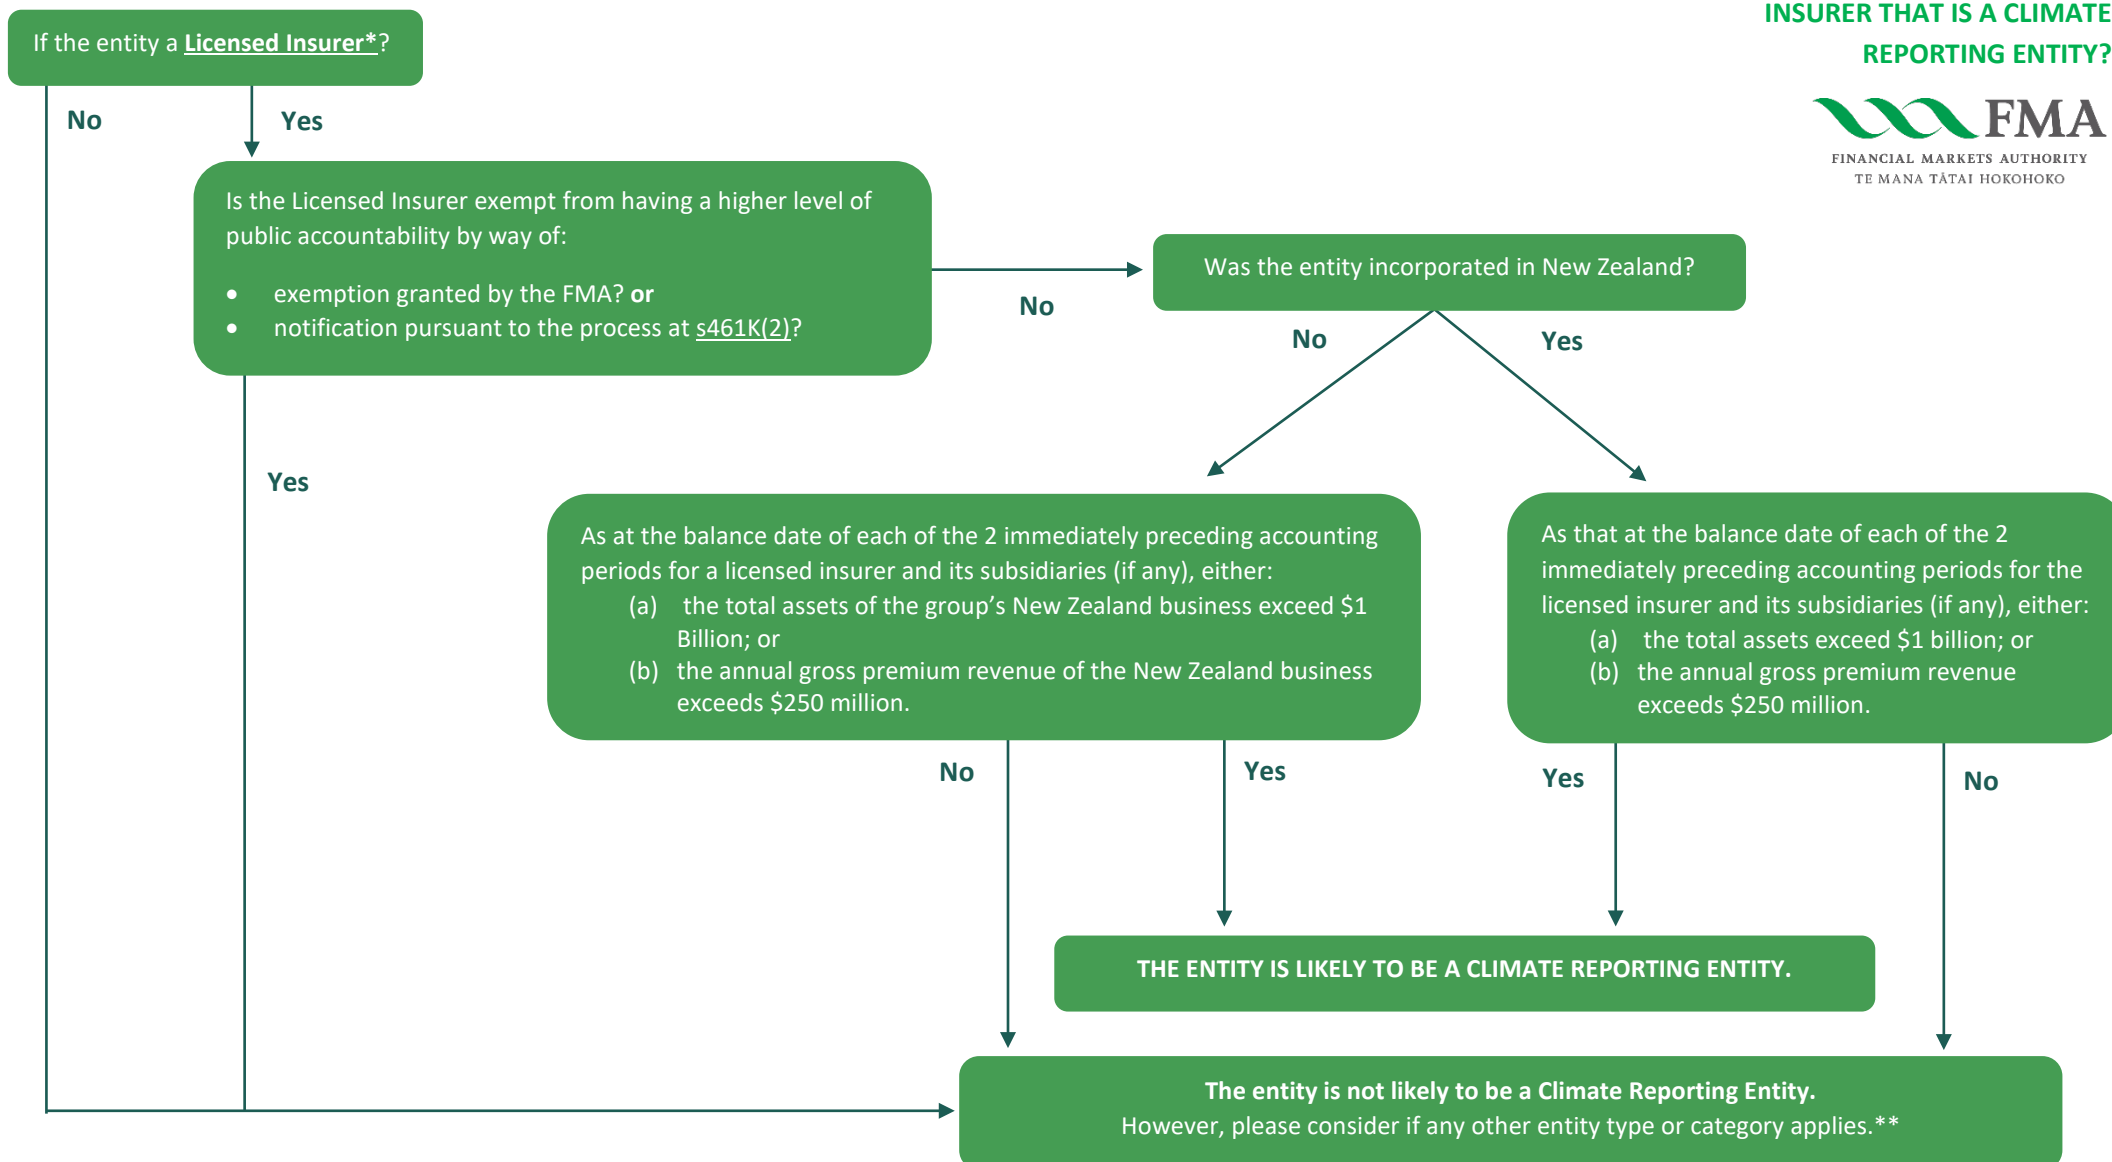 INSURER THAT IS A CLIMATE
REPORTING ENTITY?
FMA
FINANCIAL MARKETS AUTHORITY
TE MANA TĀTAI HOKOHOKO
If the entity a Licensed Insurer*?
No
Yes
Is the Licensed Insurer exempt from having a higher level of
public accountability by way of:
• exemption granted by the FMA? or
• notification pursuant to the process at s461K(2)?
No
Yes
Was the entity incorporated in New Zealand?
No
Yes
As at the balance date of each of the 2 immediately preceding accounting
periods for a licensed insurer and its subsidiaries (if any), either:
(a) the total assets of the group’s New Zealand business exceed $1
Billion; or
(b) the annual gross premium revenue of the New Zealand business
exceeds $250 million.
No
Yes
As that at the balance date of each of the 2
immediately preceding accounting periods for the
licensed insurer and its subsidiaries (if any), either:
(a) the total assets exceed $1 billion; or
(b) the annual gross premium revenue
exceeds $250 million.
Yes
No
THE ENTITY IS LIKELY TO BE A CLIMATE REPORTING ENTITY.
The entity is not likely to be a Climate Reporting Entity.
However, please consider if any other entity type or category applies.**